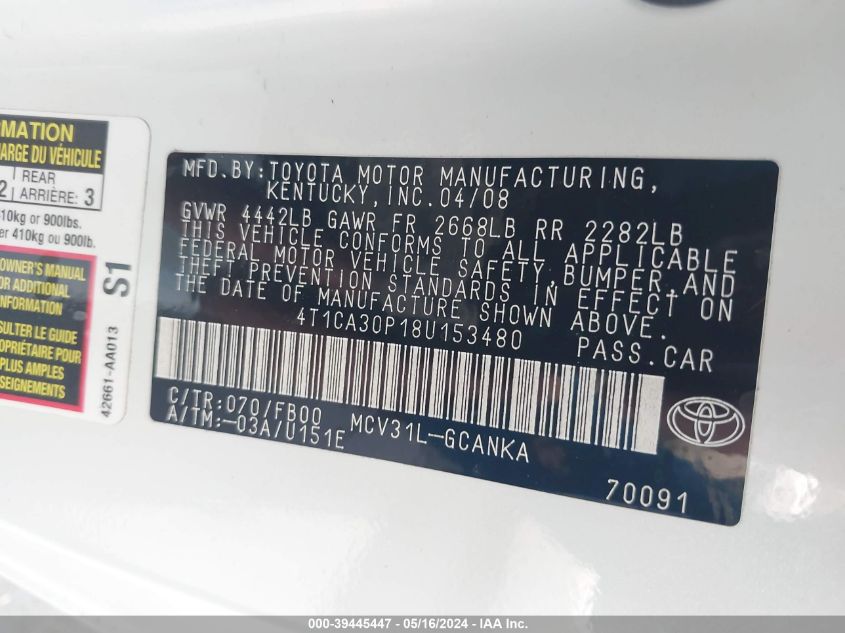 RMATION
HARGE DU VÉHICULE
2 | REAR | ARRIÈRE: 3
410kg or 900lbs.
er 410kg ou 900lb.
OWNER'S MANUAL
OR ADDITIONAL
INFORMATION
SULTER LE GUIDE
PROPRIÉTAIRE POUR
PLUS AMPLES
SEIGNEMENTS
S1
42661-AA013
MFD.BY:TOYOTA MOTOR MANUFACTURING,
KENTUCKY,INC.04/08
GVWR 4442LB GAWR FR 2668LB RR 2282LB
THIS VEHICLE CONFORMS TO ALL APPLICABLE
FEDERAL MOTOR VEHICLE SAFETY,BUMPER,AND
THEFT PREVENTION STANDARDS IN EFFECT ON
THE DATE OF MANUFACTURE SHOWN ABOVE.
4T1CA30P18U153480 PASS.CAR
C/TR:070/FB00 MCV31L-GCANKA
A/TM:-03A/U151E
70091
000-39445447 - 05/16/2024 - IAA Inc.